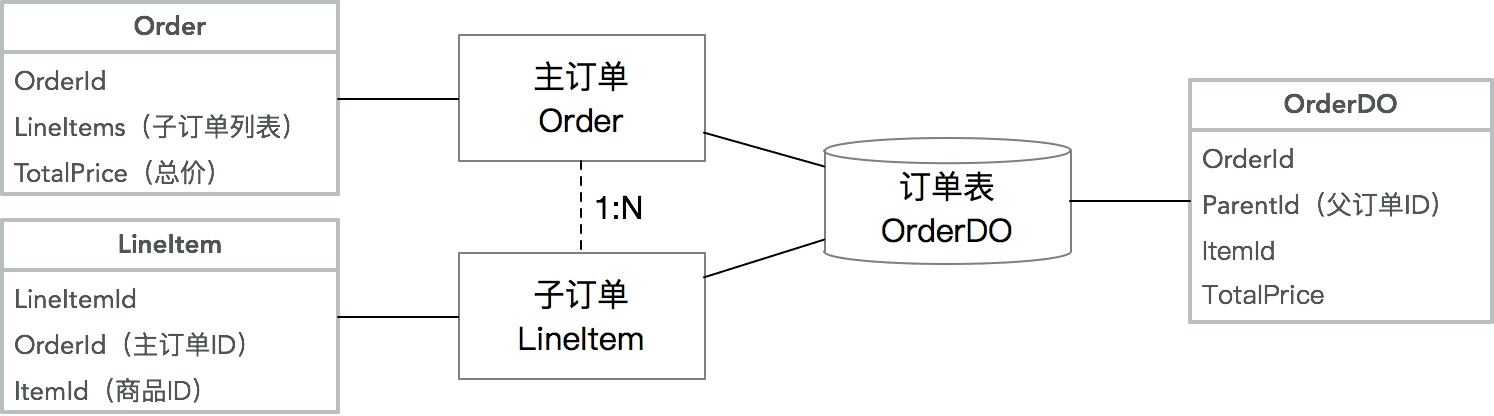 Order
OrderId
LineItems（子订单列表）
TotalPrice（总价）
LineItem
LineItemId
OrderId（主订单ID）
ItemId（商品ID）
主订单
Order
1:N
子订单
LineItem
订单表
OrderDO
OrderDO
OrderId
ParentId（父订单ID）
ItemId
TotalPrice